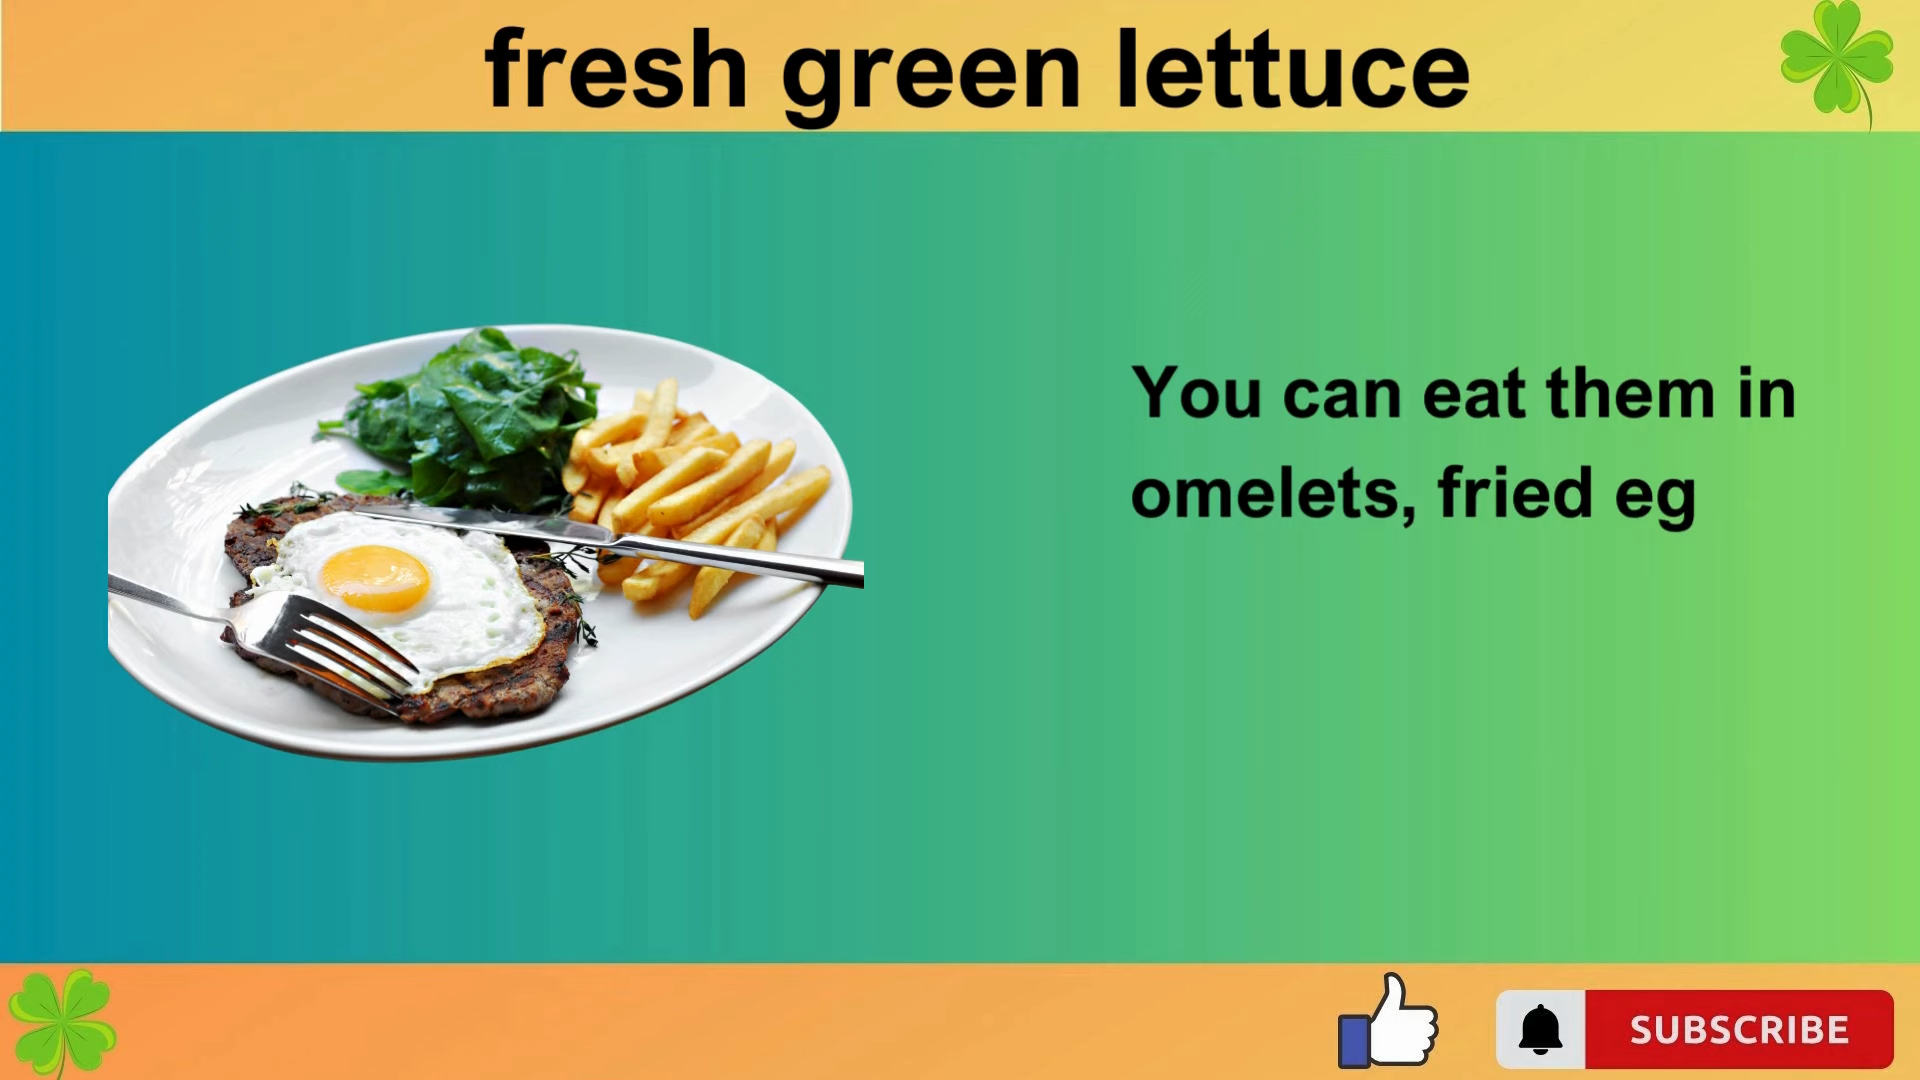 fresh green lettuce
You can eat them in
omelets, fried eg
SUBSCRIBE